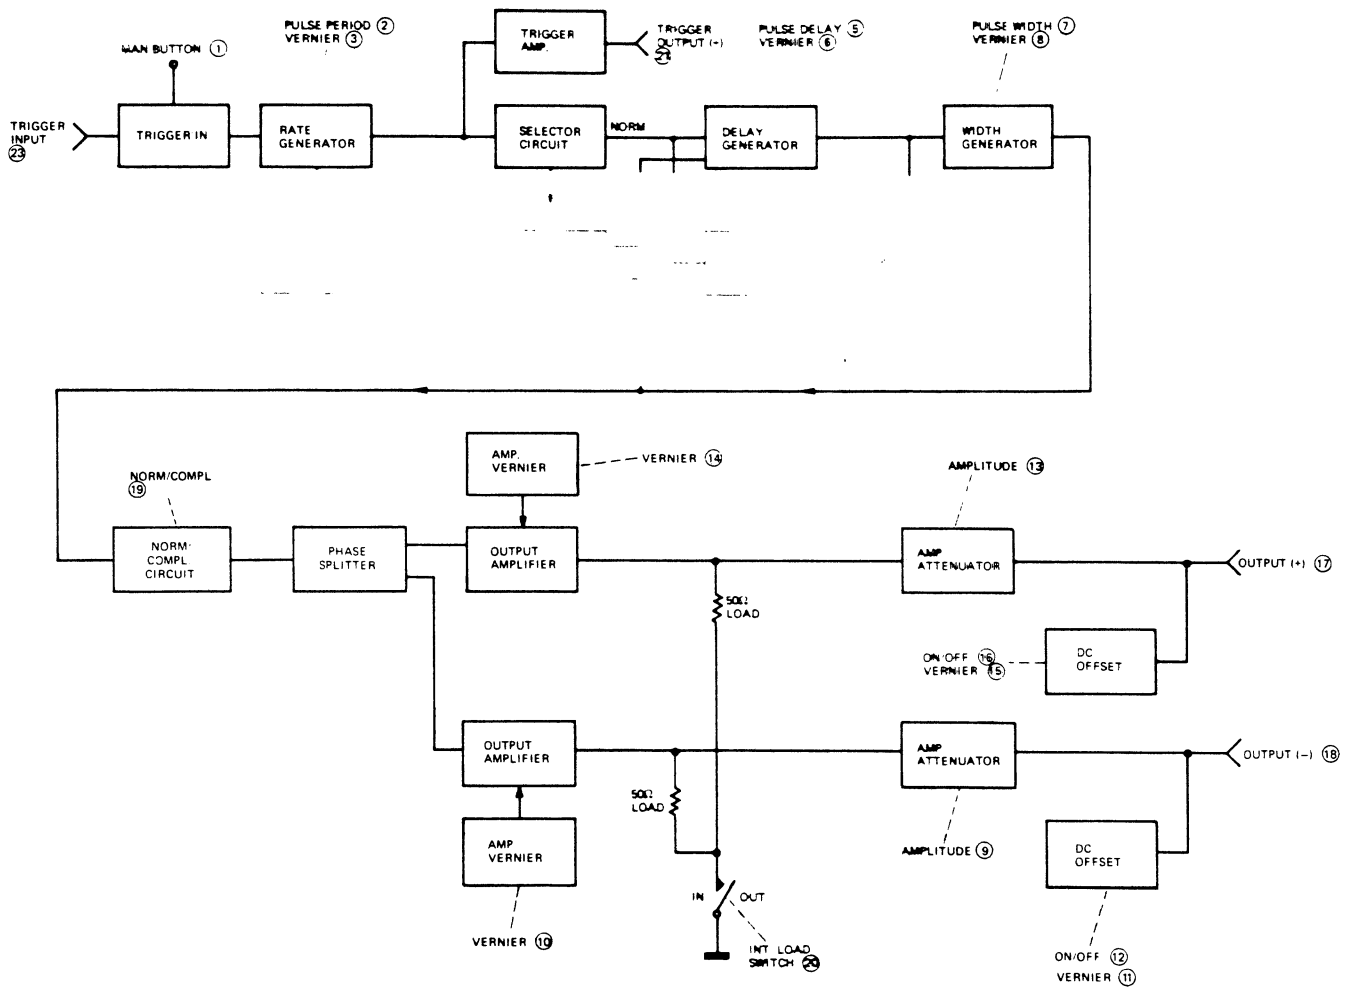 PULSE PERIOD 2
VERNIER 3
MAN BUTTON 1
TRIGGER
AMP.
TRIGGER
OUTPUT (+)
PULSE DELAY 5
VERNIER 6
PULSE WIDTH 7
VERNIER 8
TRIGGER
INPUT
23
TRIGGER IN
RATE
GENERATOR
SELECTOR
CIRCUIT
NORM
DELAY
GENERATOR
WIDTH
GENERATOR
AMP.
VERNIER
VERNIER 14
NORM/COMPL
19
AMPLITUDE 13
NORM-
COMPL
CIRCUIT
PHASE
SPLITTER
OUTPUT
AMPLIFIER
AMP
ATTENUATOR
OUTPUT (+) 17
50Ω
LOAD
ON/OFF 16
VERNIER 15
DC
OFFSET
OUTPUT
AMPLIFIER
AMP
ATTENUATOR
OUTPUT (−) 18
50Ω
LOAD
AMP
VERNIER
AMPLITUDE 9
DC
OFFSET
IN OUT
VERNIER 10
INT LOAD
SWITCH 20
ON/OFF 12
VERNIER 11